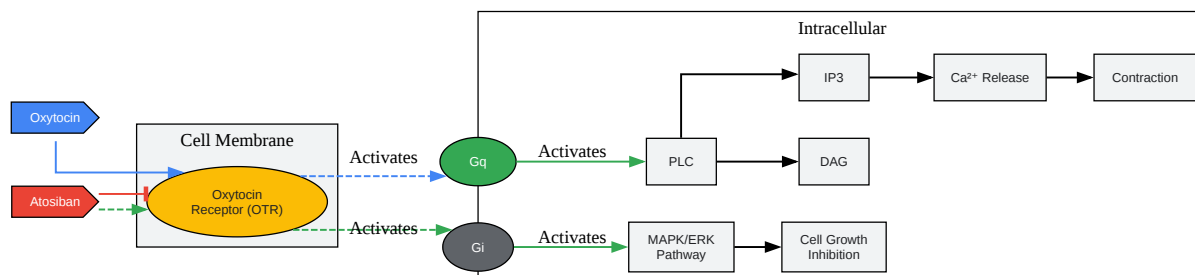 Intracellular
IP3
Ca²⁺ Release
Contraction
Oxytocin
Cell Membrane
Activates
Gq
Activates
PLC
DAG
Atosiban
Oxytocin
Receptor (OTR)
Activates
Gi
Activates
MAPK/ERK
Pathway
Cell Growth
Inhibition